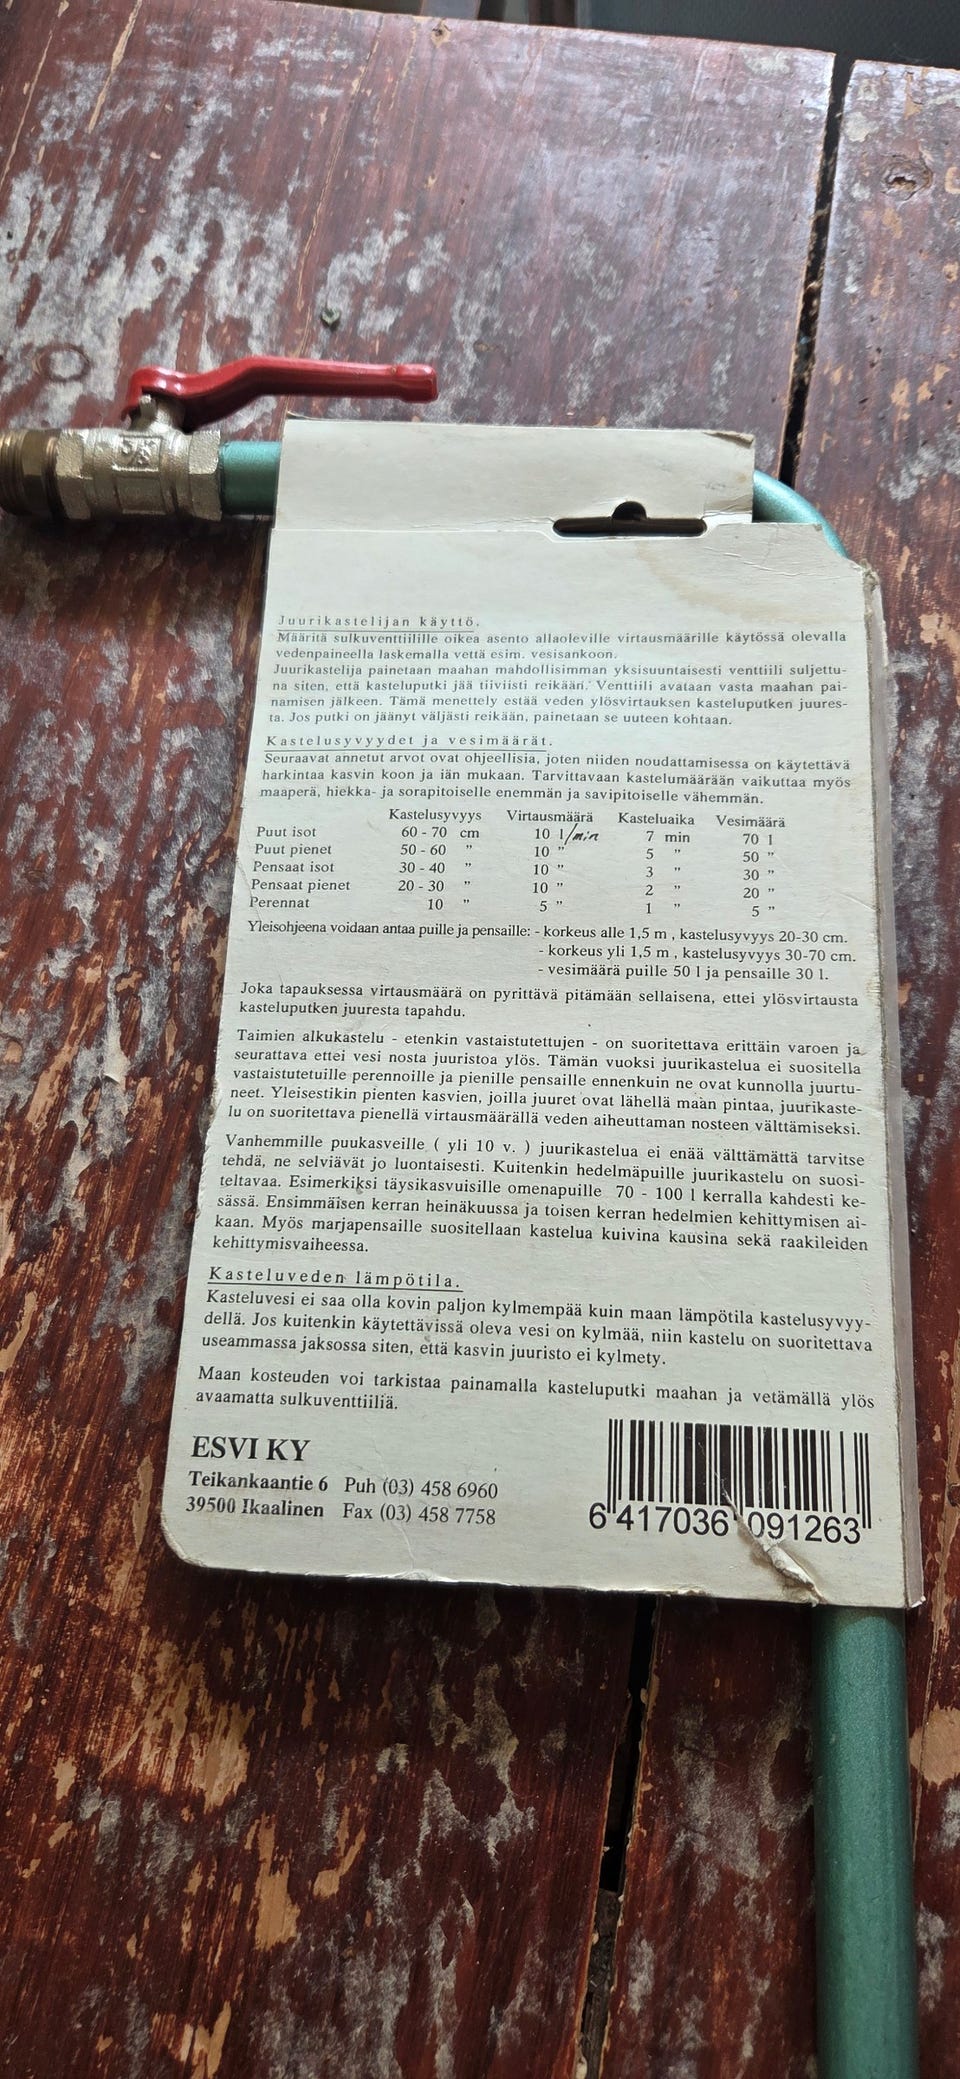 Juurikastelijan käyttö.
Määritä sulkuventtiilille oikea asento allaoleville virtausmäärille käytössä olevalla
vedenpaineella laskemalla vettä esim. vesisankoon.
Juurikastelija painetaan maahan mahdollisimman yksisuuntaisesti venttiili suljettu-
na siten, että kasteluputki jää tiiviisti reikään. Venttiili avataan vasta maahan pai-
namisen jälkeen. Tämä menettely estää veden ylösvirtauksen kasteluputken juures-
ta. Jos putki on jäänyt väljästi reikään, painetaan se uuteen kohtaan.
Kastelusyvyydet ja vesimäärät.
Seuraavat annetut arvot ovat ohjeellisia, joten niiden noudattamisessa on käytettävä
harkintaa kasvin koon ja iän mukaan. Tarvittavaan kastelumäärään vaikuttaa myös
maaperä, hiekka- ja sorapitoiselle enemmän ja savipitoiselle vähemmän.
Kastelusyvyys Virtausmäärä Kasteluaika Vesimäärä
Puut isot 60 - 70 cm 10 l/min 7 min 70 l
Puut pienet 50 - 60 " 10 " 5 " 50 "
Pensaat isot 30 - 40 " 10 " 3 " 30 "
Pensaat pienet 20 - 30 " 10 " 2 " 20 "
Perennat 10 " 5 " 1 " 5 "
Yleisohjeena voidaan antaa puille ja pensaille: - korkeus alle 1,5 m , kastelusyvyys 20-30 cm.
- korkeus yli 1,5 m , kastelusyvyys 30-70 cm.
- vesimäärä puille 50 l ja pensaille 30 l.
Joka tapauksessa virtausmäärä on pyrittävä pitämään sellaisena, ettei ylösvirtausta
kasteluputken juuresta tapahdu.
Taimien alkukastelu - etenkin vastaistutettujen - on suoritettava erittäin varoen ja
seurattava ettei vesi nosta juuristoa ylös. Tämän vuoksi juurikastelua ei suositella
vastaistutetuille perennoille ja pienille pensaille ennenkuin ne ovat kunnolla juurtu-
neet. Yleisestikin pienten kasvien, joilla juuret ovat lähellä maan pintaa, juurikaste-
lu on suoritettava pienellä virtausmäärällä veden aiheuttaman nosteen välttämiseksi.
Vanhemmille puukasveille ( yli 10 v. ) juurikastelua ei enää välttämättä tarvitse
tehdä, ne selviävät jo luontaisesti. Kuitenkin hedelmäpuille juurikastelu on suosi-
teltavaa. Esimerkiksi täysikasvuisille omenapuille 70 - 100 l kerralla kahdesti ke-
sässä. Ensimmäisen kerran heinäkuussa ja toisen kerran hedelmien kehittymisen ai-
kaan. Myös marjapensaille suositellaan kastelua kuivina kausina sekä raakileiden
kehittymisvaiheessa.
Kasteluveden lämpötila.
Kasteluvesi ei saa olla kovin paljon kylmempää kuin maan lämpötila kastelusyvyy-
dellä. Jos kuitenkin käytettävissä oleva vesi on kylmää, niin kastelu on suoritettava
useammassa jaksossa siten, että kasvin juuristo ei kylmety.
Maan kosteuden voi tarkistaa painamalla kasteluputki maahan ja vetämällä ylös
avaamatta sulkuventtiiliä.
ESVI KY
Teikankaantie 6 Puh (03) 458 6960
39500 Ikaalinen Fax (03) 458 7758
6 417036 091263